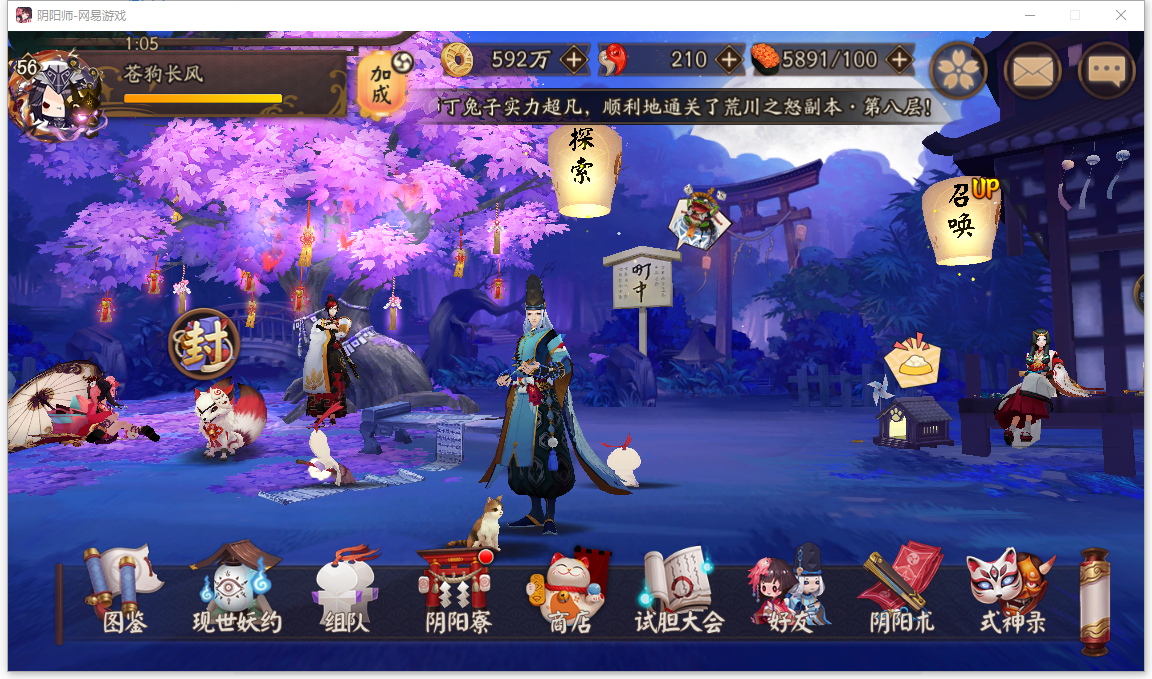 阴阳师-网易游戏
1:05
56
苍狗长风
加成
592万
210
5891/100
丁兔子实力超凡，顺利地通关了荒川之怒副本·第八层！
探索
召唤
UP
町中
封
图鉴
现世妖约
组队
阴阳寮
商店
试胆大会
好友
阴阳术
式神录